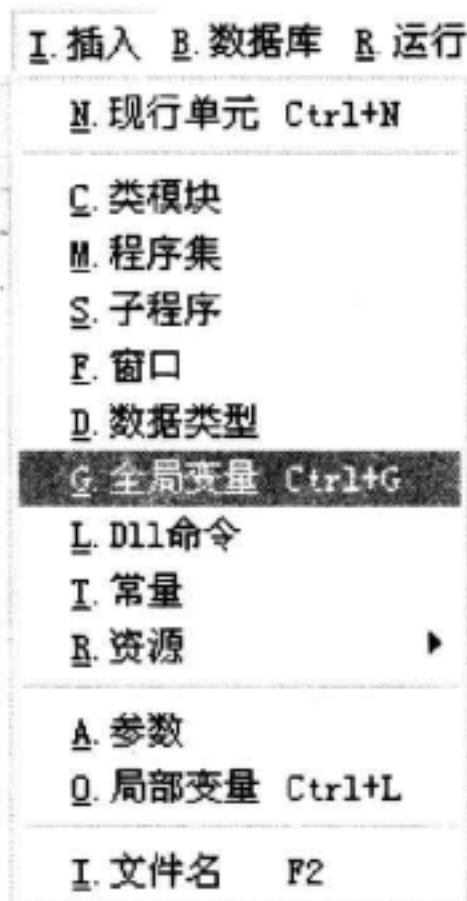 I.插入 B.数据库 R.运行
N.现行单元 Ctrl+N
C.类模块
M.程序集
S.子程序
F.窗口
D.数据类型
G.全局变量 Ctrl+G
L.Dll命令
T.常量
R.资源
A.参数
O.局部变量 Ctrl+L
I.文件名 F2